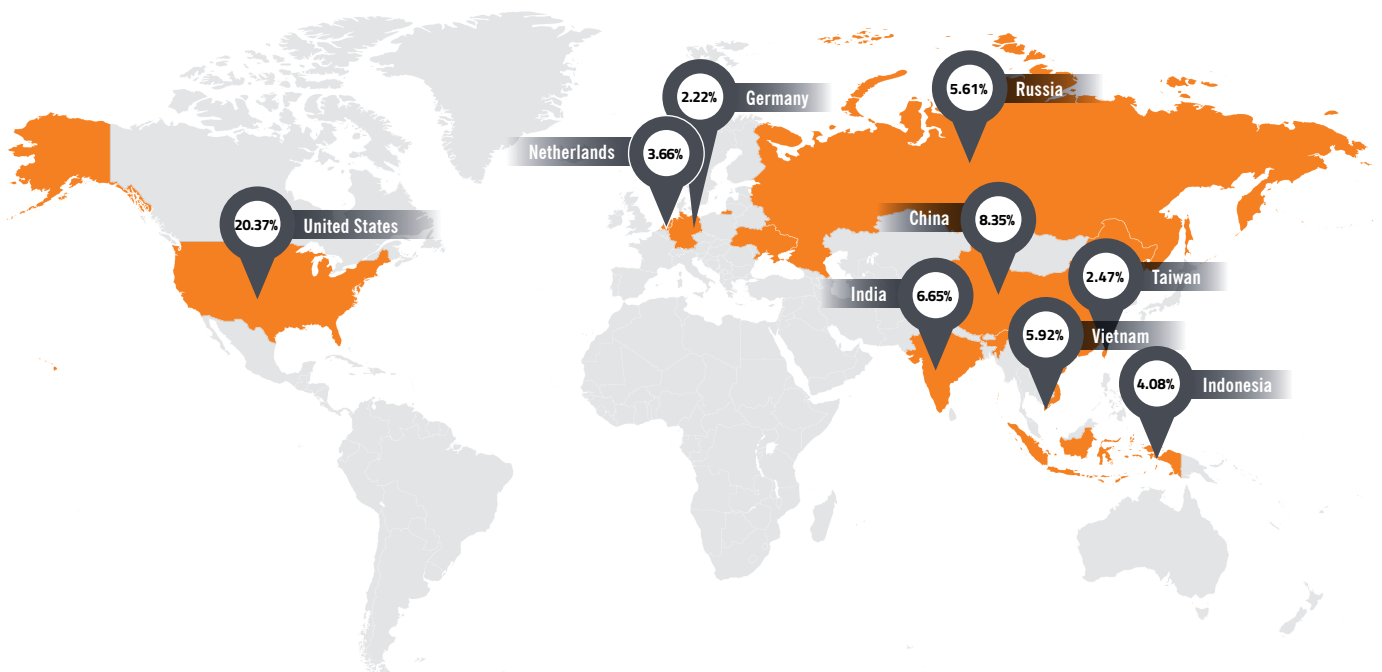 2.22%
Germany
5.61%
Russia
Netherlands
3.66%
20.37%
United States
China
8.35%
2.47%
Taiwan
India
6.65%
5.92%
Vietnam
4.08%
Indonesia